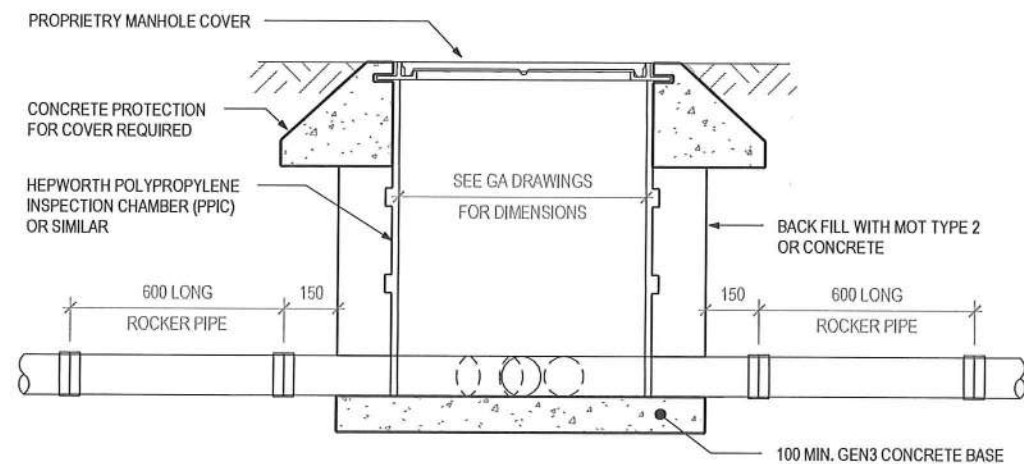 PROPRIETRY MANHOLE COVER
CONCRETE PROTECTION
FOR COVER REQUIRED
HEPWORTH POLYPROPYLENE
INSPECTION CHAMBER (PPIC)
OR SIMILAR
SEE GA DRAWINGS
FOR DIMENSIONS
BACK FILL WITH MOT TYPE 2
OR CONCRETE
600 LONG
ROCKER PIPE
150
150
600 LONG
ROCKER PIPE
100 MIN. GEN3 CONCRETE BASE